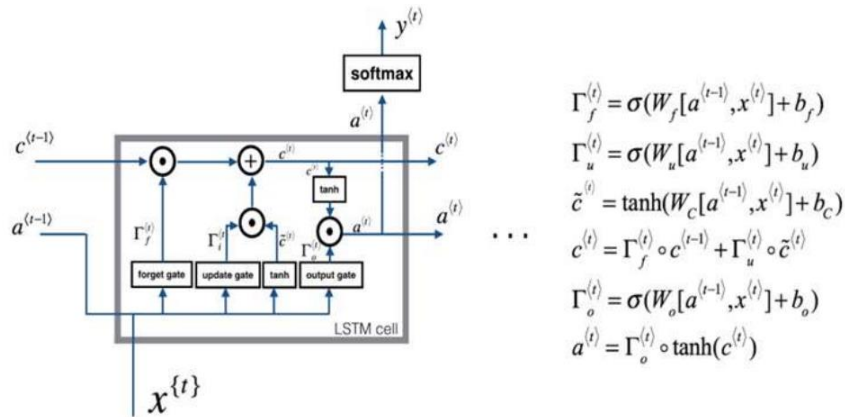 y⟨t⟩
softmax
a⟨t⟩
c⟨t-1⟩
c⟨t⟩
c⟨t⟩
c⟨t⟩
tanh
a⟨t-1⟩
Γf⟨t⟩
Γi⟨t⟩
c̃⟨t⟩
Γo⟨t⟩
a⟨t⟩
a⟨t⟩
...
forget gate
update gate
tanh
output gate
LSTM cell
x{t}
Γf⟨t⟩ = σ(Wf[a⟨t-1⟩,x⟨t⟩]+bf)
Γu⟨t⟩ = σ(Wu[a⟨t-1⟩,x⟨t⟩]+bu)
c̃⟨t⟩ = tanh(WC[a⟨t-1⟩,x⟨t⟩]+bC)
c⟨t⟩ = Γf⟨t⟩ ∘ c⟨t-1⟩ + Γu⟨t⟩ ∘ c̃⟨t⟩
Γo⟨t⟩ = σ(Wo[a⟨t-1⟩,x⟨t⟩]+bo)
a⟨t⟩ = Γo⟨t⟩ ∘ tanh(c⟨t⟩)